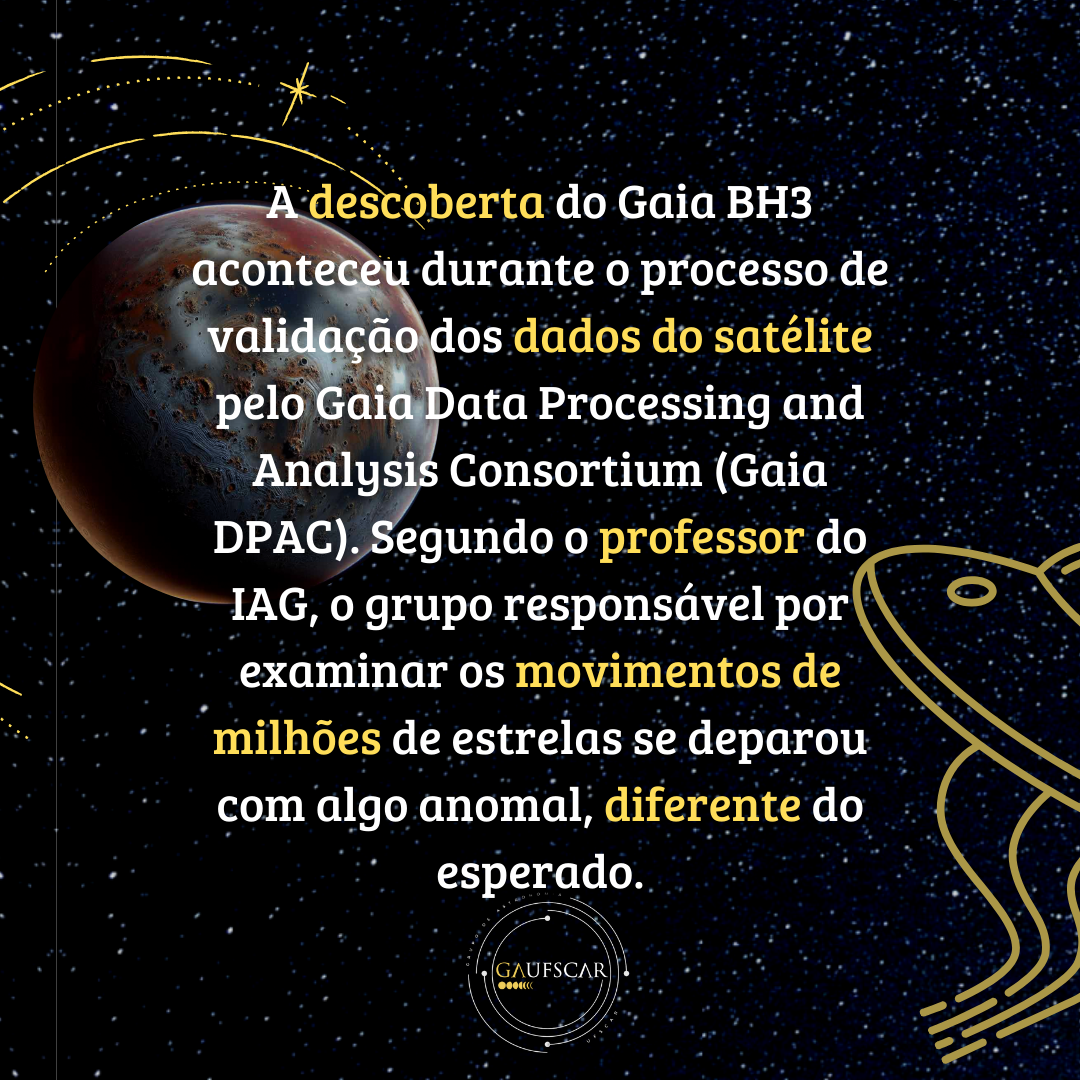 A descoberta do Gaia BH3
aconteceu durante o processo de
validação dos dados do satélite
pelo Gaia Data Processing and
Analysis Consortium (Gaia
DPAC). Segundo o professor do
IAG, o grupo responsável por
examinar os movimentos de
milhões de estrelas se deparou
com algo anomal, diferente do
esperado.
GAUFSCAR